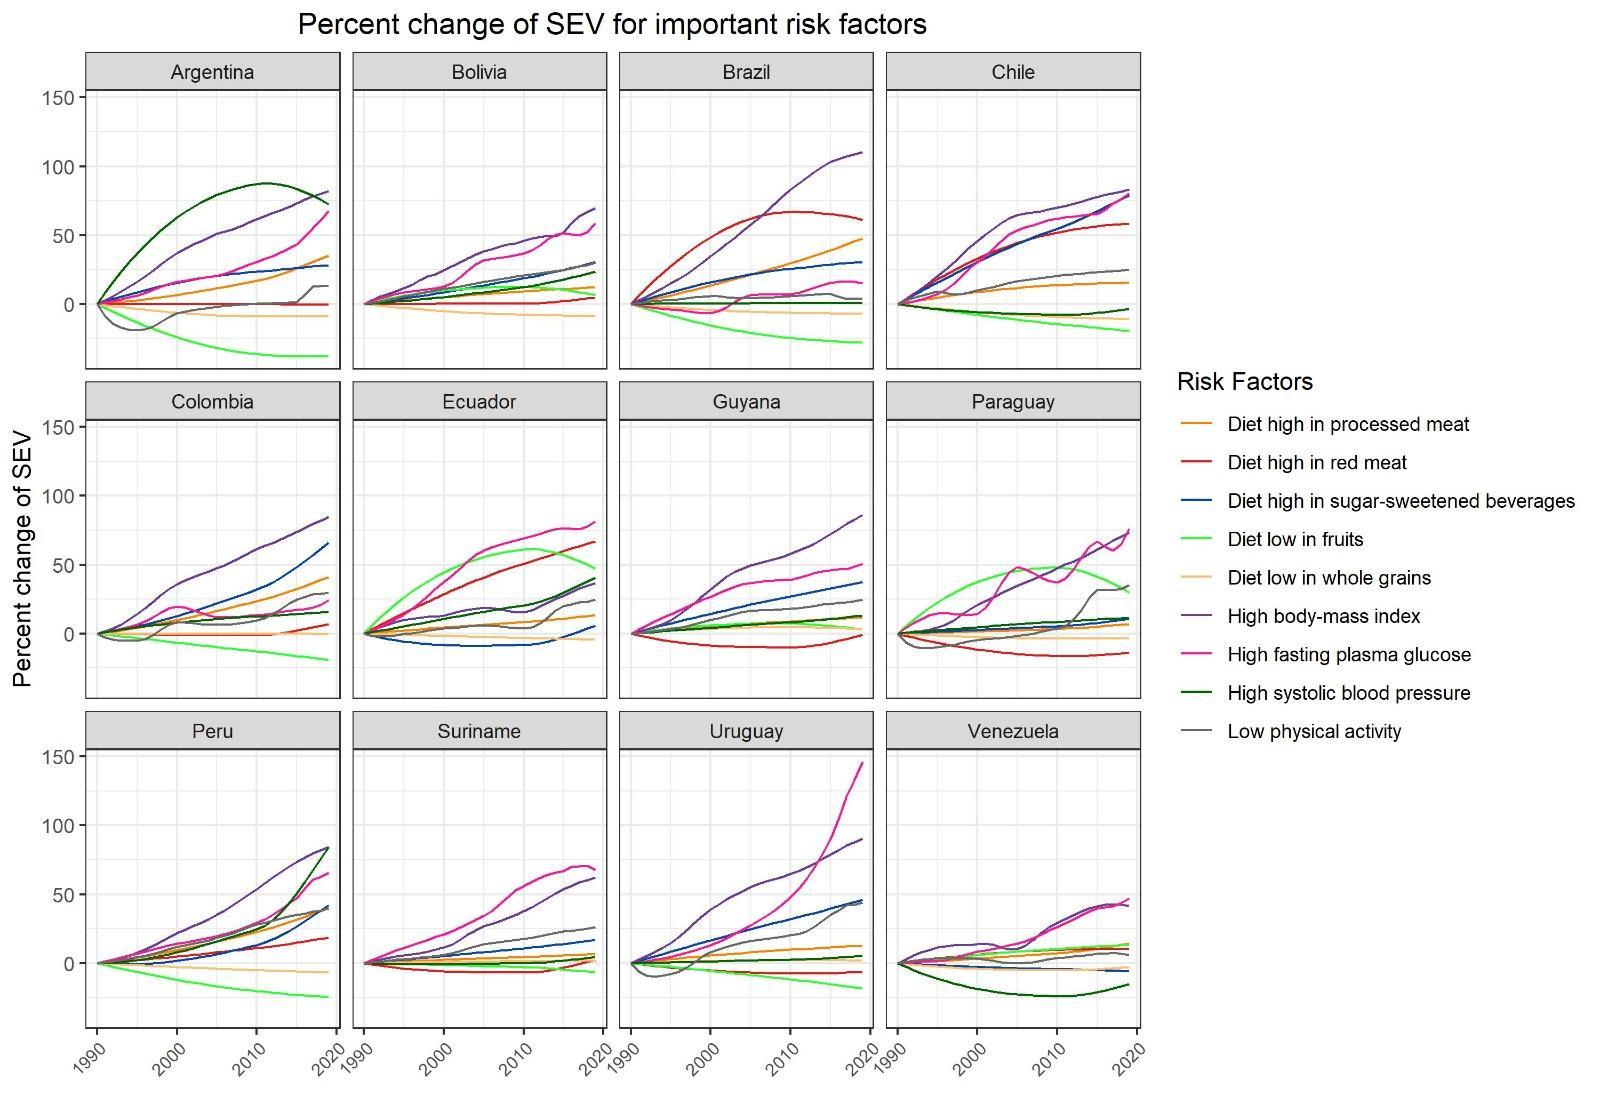 Percent change of SEV for important risk factors
Argentina
Bolivia
Brazil
Chile
150
100
50
0
Colombia
Ecuador
Guyana
Paraguay
150
100
50
0
Percent change of SEV
Peru
Suriname
Uruguay
Venezuela
150
100
50
0
1990
2000
2010
2020
1990
2000
2010
2020
1990
2000
2010
2020
1990
2000
2010
2020
Risk Factors
Diet high in processed meat
Diet high in red meat
Diet high in sugar-sweetened beverages
Diet low in fruits
Diet low in whole grains
High body-mass index
High fasting plasma glucose
High systolic blood pressure
Low physical activity